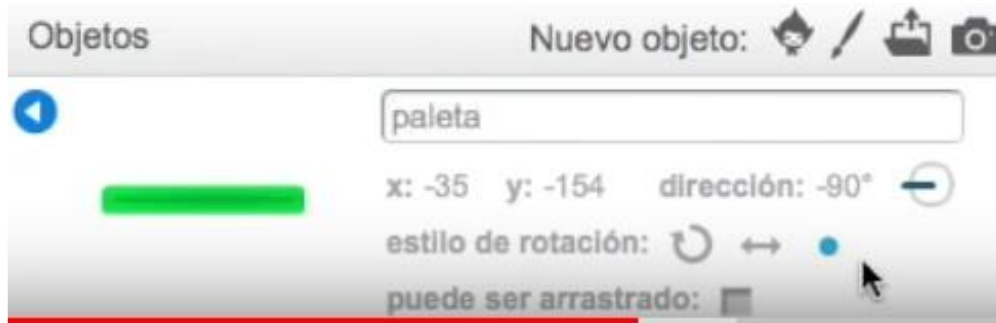 Objetos Nuevo objeto:
paleta
x: -35 y: -154 dirección: -90°
estilo de rotación:
puede ser arrastrado: